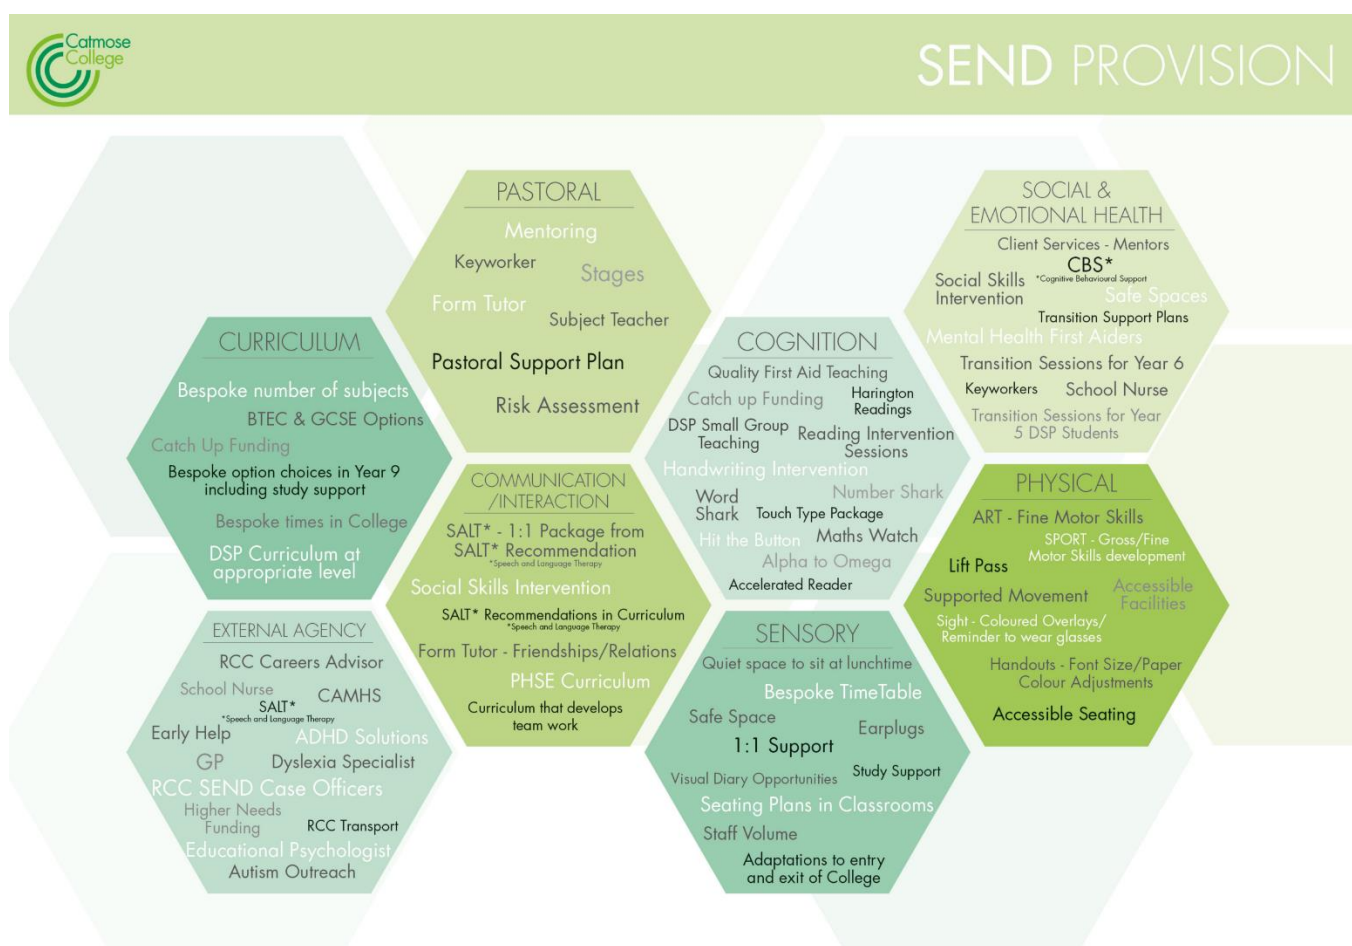 Catmose
College
SEND PROVISION
PASTORAL
Mentoring
Keyworker
Stages
Form Tutor
Subject Teacher
Pastoral Support Plan
Risk Assessment
SOCIAL &
EMOTIONAL HEALTH
Client Services - Mentors
CBS*
*Cognitive Behavioural Support
Social Skills
Intervention
Safe Spaces
Transition Support Plans
Mental Health First Aiders
Transition Sessions for Year 6
Keyworkers
School Nurse
Transition Sessions for Year
5 DSP Students
CURRICULUM
Bespoke number of subjects
BTEC & GCSE Options
Catch Up Funding
Bespoke option choices in Year 9
including study support
Bespoke times in College
DSP Curriculum at
appropriate level
COGNITION
Quality First Aid Teaching
Catch up Funding
Harington
Readings
DSP Small Group
Teaching
Reading Intervention
Sessions
Handwriting Intervention
Word
Shark
Number Shark
Touch Type Package
Hit the Button
Maths Watch
Alpha to Omega
Accelerated Reader
COMMUNICATION
/INTERACTION
SALT* - 1:1 Package from
SALT* Recommendation
*Speech and Language Therapy
Social Skills Intervention
SALT* Recommendations in Curriculum
*Speech and Language Therapy
Form Tutor - Friendships/Relations
PHSE Curriculum
Curriculum that develops
team work
PHYSICAL
ART - Fine Motor Skills
SPORT - Gross/Fine
Motor Skills development
Lift Pass
Supported Movement
Accessible
Facilities
Sight - Coloured Overlays/
Reminder to wear glasses
Handouts - Font Size/Paper
Colour Adjustments
Accessible Seating
EXTERNAL AGENCY
RCC Careers Advisor
School Nurse
CAMHS
SALT*
*Speech and Language Therapy
Early Help
ADHD Solutions
GP
Dyslexia Specialist
RCC SEND Case Officers
Higher Needs
Funding
RCC Transport
Educational Psychologist
Autism Outreach
SENSORY
Quiet space to sit at lunchtime
Bespoke TimeTable
Safe Space
Earplugs
1:1 Support
Visual Diary Opportunities
Study Support
Seating Plans in Classrooms
Staff Volume
Adaptations to entry
and exit of College